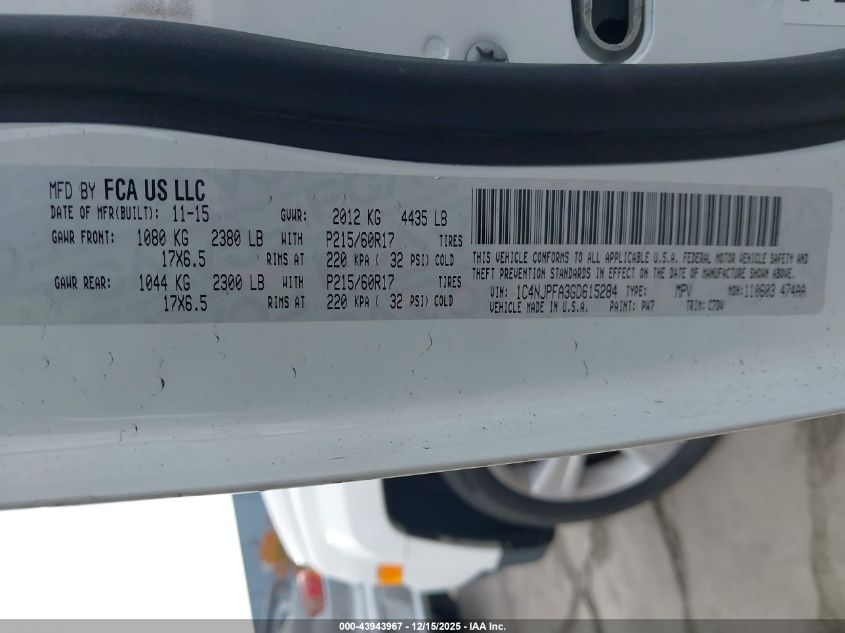 MFD BY FCA US LLC
DATE OF MFR(BUILT): 11-15 GVWR: 2012 KG 4435 LB
GAWR FRONT: 1080 KG 2380 LB WITH P215/60R17 TIRES
17X6.5 RIMS AT 220 KPA ( 32 PSI) COLD
GAWR REAR: 1044 KG 2300 LB WITH P215/60R17 TIRES
17X6.5 RIMS AT 220 KPA ( 32 PSI) COLD
THIS VEHICLE CONFORMS TO ALL APPLICABLE U.S.A. FEDERAL MOTOR VEHICLE SAFETY AND
THEFT PREVENTION STANDARDS IN EFFECT ON THE DATE OF MANUFACTURE SHOWN ABOVE.
VIN: 1C4NJPFA3GD615284 TYPE: MPV MDH: 110603 474AA
VEHICLE MADE IN U.S.A. PAINT: PW7 TRIM: C7DV
000-43943967 - 12/15/2025 - IAA Inc.